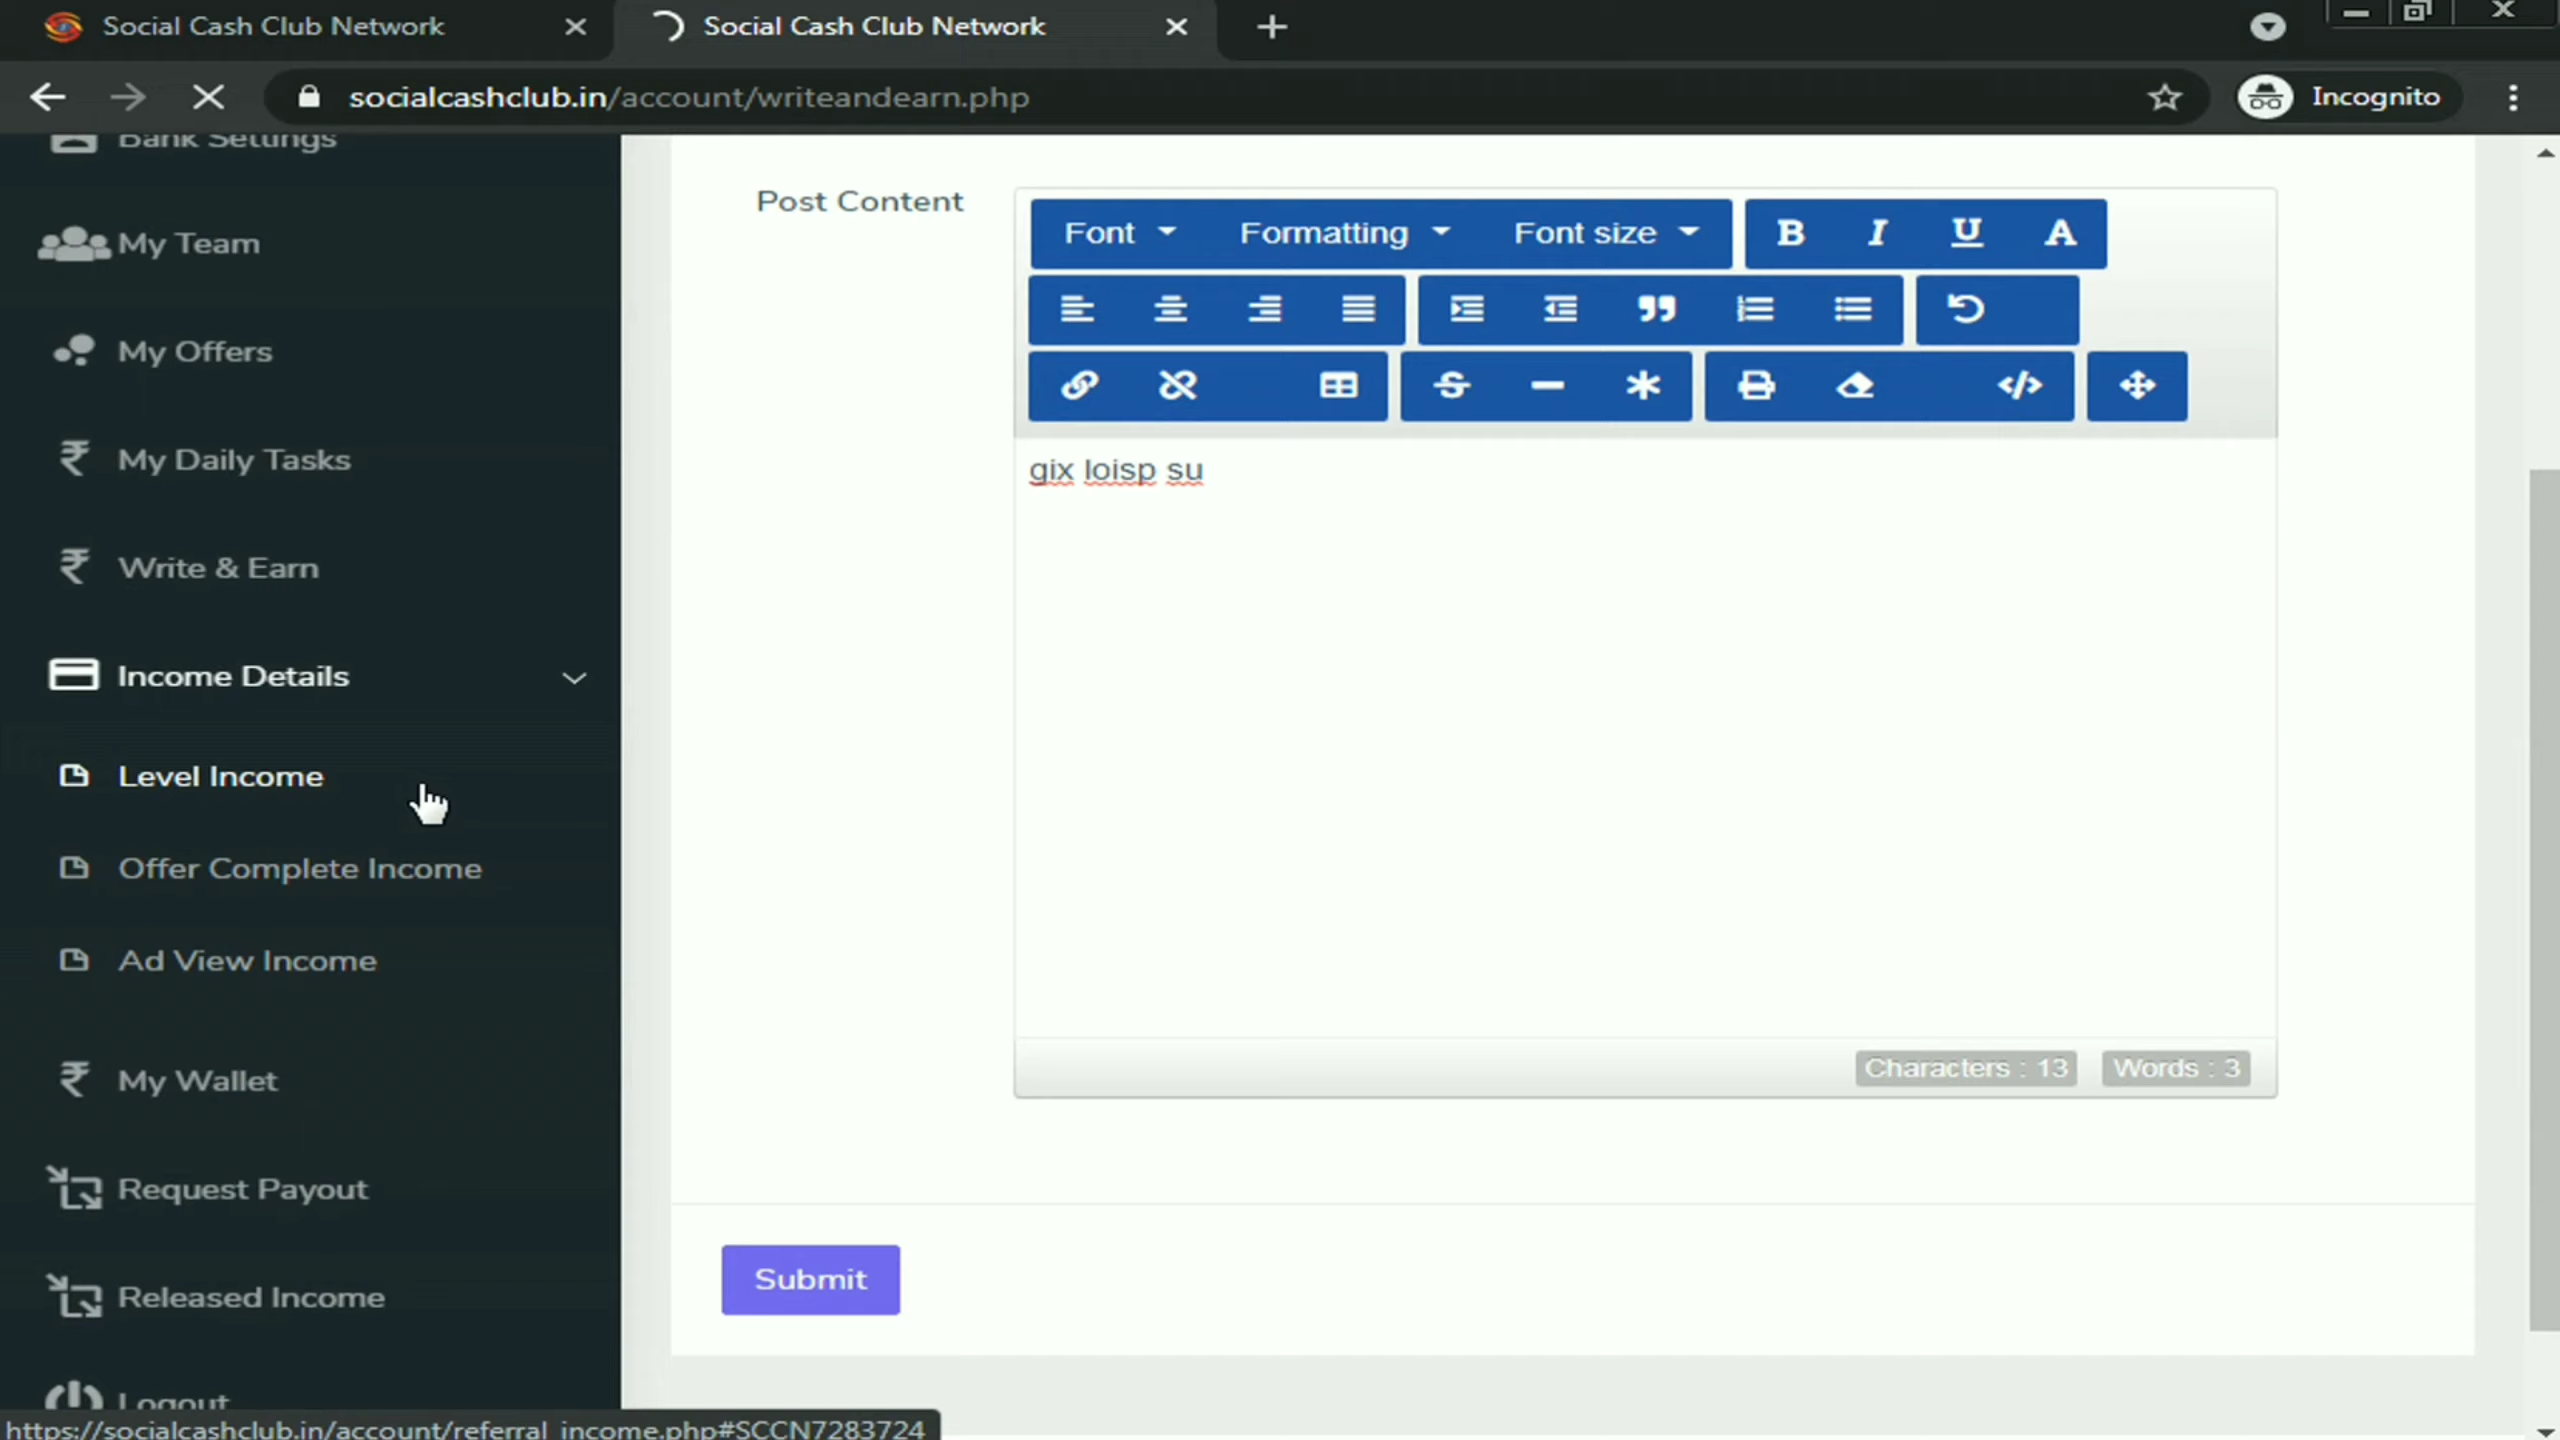 Social Cash Club Network
Social Cash Club Network
socialcashclub.in/account/writeandearn.php
Incognito
Bank Settings
My Team
My Offers
My Daily Tasks
Write & Earn
Income Details
Level Income
Offer Complete Income
Ad View Income
My Wallet
Request Payout
Released Income
Logout
https://socialcashclub.in/account/referral_income.php#SCCN7283724
Post Content
Font Formatting Font size B I U A
gix loisp su
Characters : 13 Words : 3
Submit